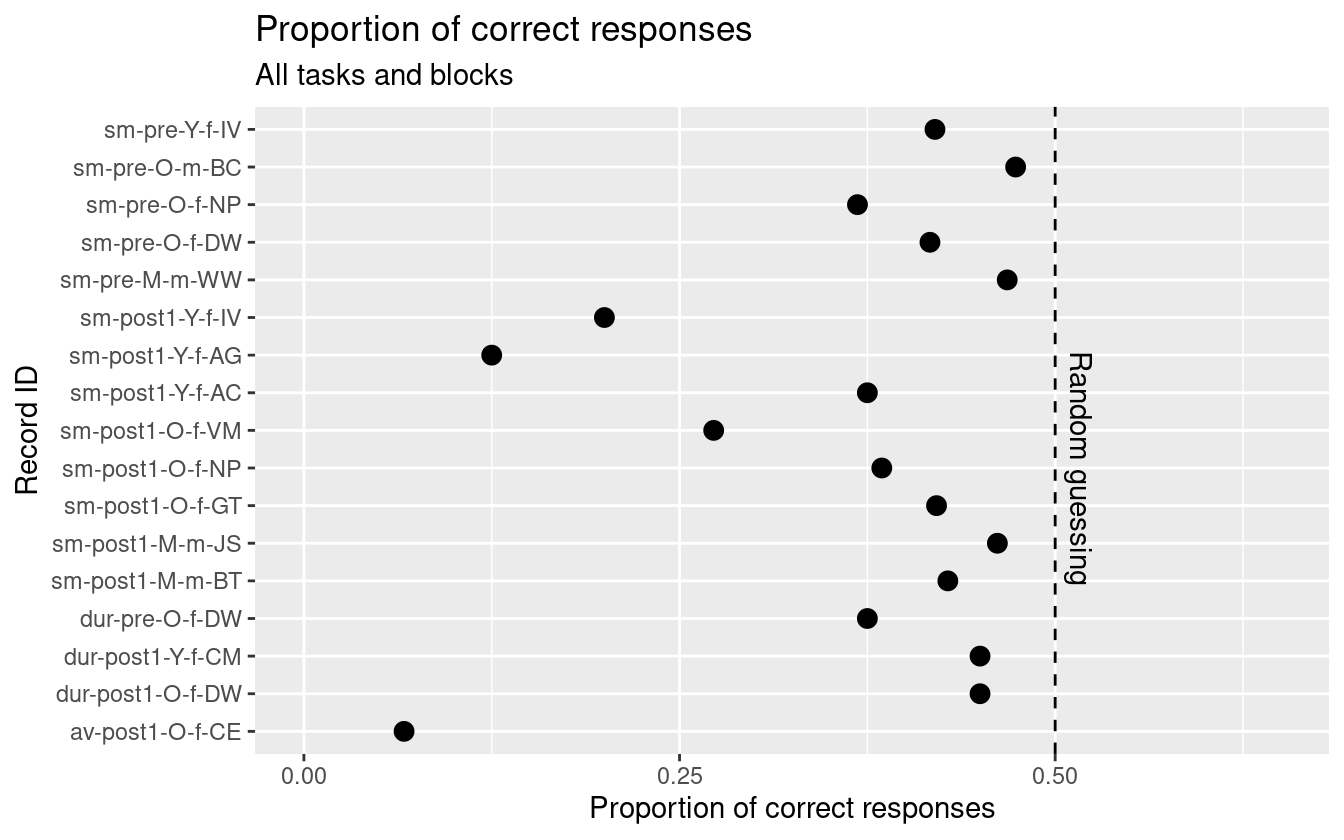 Proportion of correct responses
All tasks and blocks
Record ID
sm-pre-Y-f-IV
sm-pre-O-m-BC
sm-pre-O-f-NP
sm-pre-O-f-DW
sm-pre-M-m-WW
sm-post1-Y-f-IV
sm-post1-Y-f-AG
sm-post1-Y-f-AC
sm-post1-O-f-VM
sm-post1-O-f-NP
sm-post1-O-f-GT
sm-post1-M-m-JS
sm-post1-M-m-BT
dur-pre-O-f-DW
dur-post1-Y-f-CM
dur-post1-O-f-DW
av-post1-O-f-CE
Random guessing
0.00
0.25
0.50
Proportion of correct responses